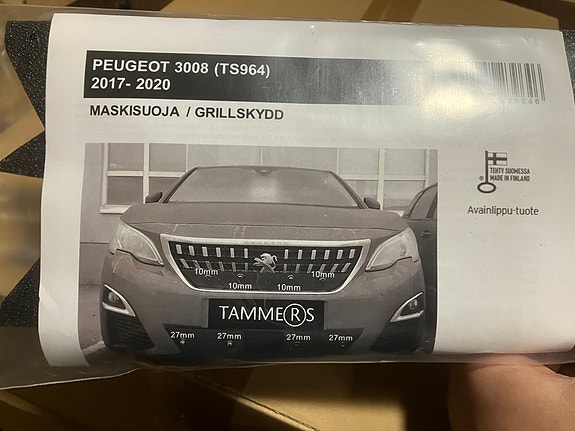 PEUGEOT 3008 (TS964)
2017- 2020
MASKISUOJA / GRILLSKYDD
TEHTY SUOMESSA
MADE IN FINLAND
®
Avainlippu-tuote
PEUGEOT
10mm 10mm
10mm 10mm
TAMMEⓇS
27mm 27mm 27mm 27mm